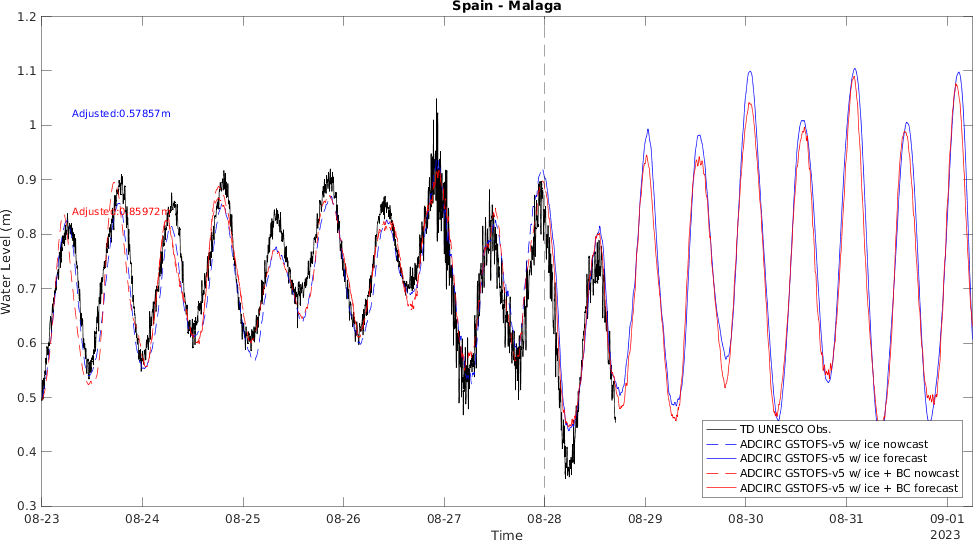 Spain - Malaga
1.2
1.1
1
0.9
0.8
0.7
0.6
0.5
0.4
0.3
Water Level (m)
Adjusted:0.57857m
Adjusted:0.85972m
TD UNESCO Obs.
ADCIRC GSTOFS-v5 w/ ice nowcast
ADCIRC GSTOFS-v5 w/ ice forecast
ADCIRC GSTOFS-v5 w/ ice + BC nowcast
ADCIRC GSTOFS-v5 w/ ice + BC forecast
08-23 08-24 08-25 08-26 08-27 08-28 08-29 08-30 08-31 09-01
2023
Time